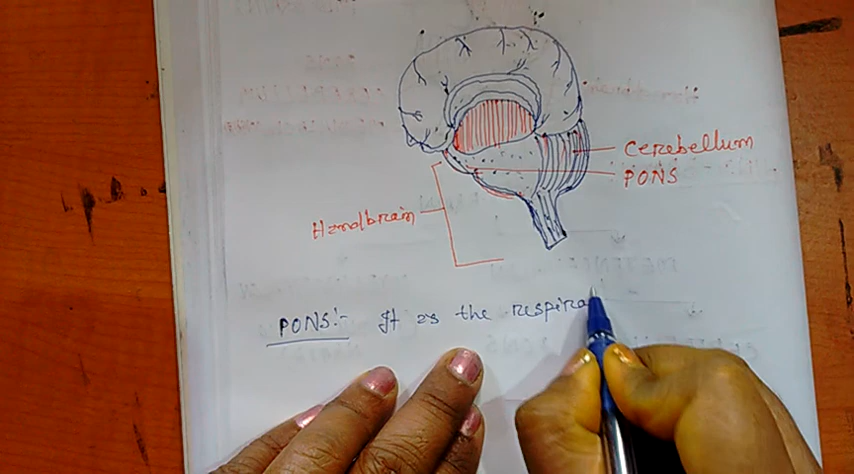 Cerebellum
PONS
Hindbrain
PONS:- It is the respira